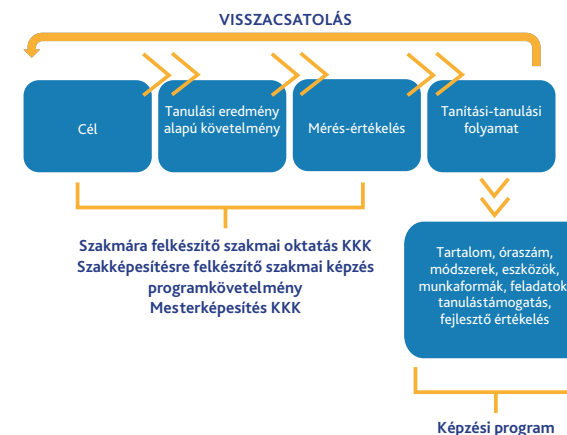 VISSZACSATOLÁS
Cél
Tanulási eredmény
alapú követelmény
Mérés-értékelés
Tanítási-tanulási
folyamat
Szakmára felkészítő szakmai oktatás KKK
Szakképesítésre felkészítő szakmai képzés
programkövetelmény
Mesterképesítés KKK
Tartalom, óraszám,
módszerek, eszközök,
munkaformák, feladatok
tanulástámogatás,
fejlesztő értékelés
Képzési program